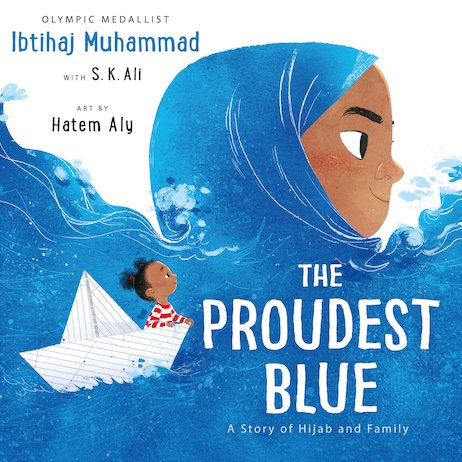 OLYMPIC MEDALLIST
Ibtihaj Muhammad
WITH S.K. Ali
ART BY
Hatem Aly
THE
PROUDEST
BLUE
A Story of Hijab and Family